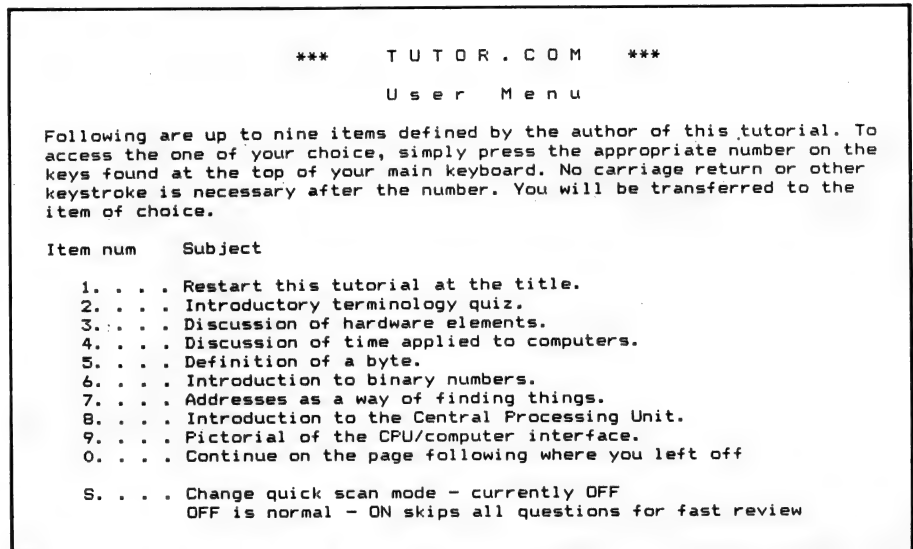 *** T U T O R . C O M ***
U s e r   M e n u
Following are up to nine items defined by the author of this tutorial. To
access the one of your choice, simply press the appropriate number on the
keys found at the top of your main keyboard. No carriage return or other
keystroke is necessary after the number. You will be transferred to the
item of choice.
Item num   Subject
1. . . . Restart this tutorial at the title.
2. . . . Introductory terminology quiz.
3. . . . Discussion of hardware elements.
4. . . . Discussion of time applied to computers.
5. . . . Definition of a byte.
6. . . . Introduction to binary numbers.
7. . . . Addresses as a way of finding things.
8. . . . Introduction to the Central Processing Unit.
9. . . . Pictorial of the CPU/computer interface.
0. . . . Continue on the page following where you left off
S. . . . Change quick scan mode - currently OFF
OFF is normal - ON skips all questions for fast review